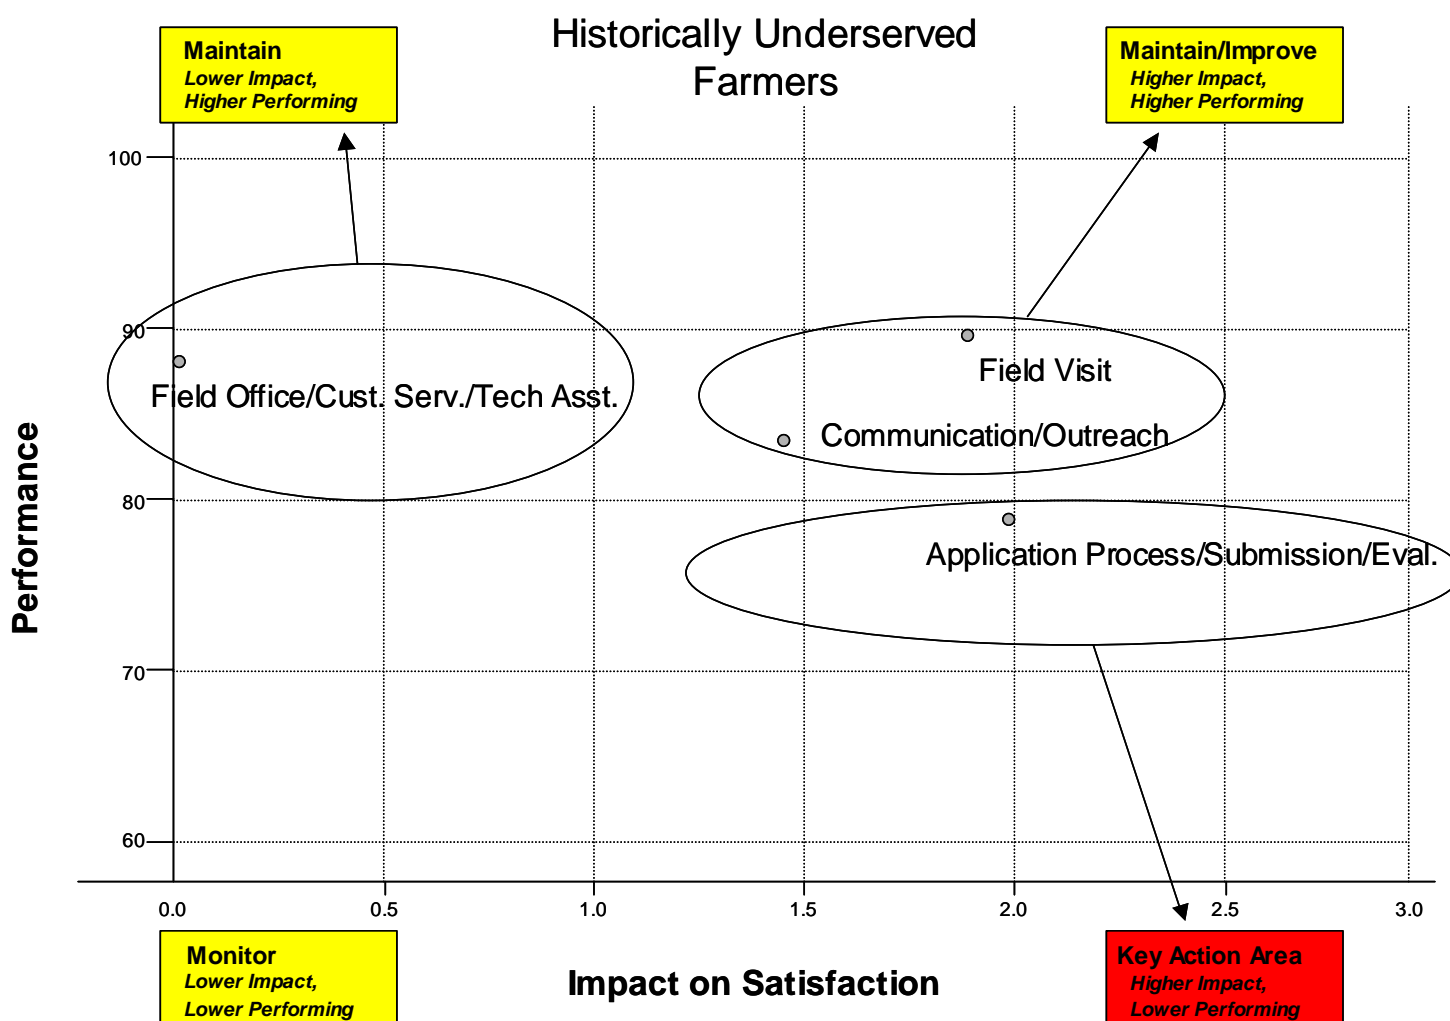 Historically Underserved
Farmers
Maintain
Lower Impact,
Higher Performing
Maintain/Improve
Higher Impact,
Higher Performing
100
90
80
70
60
Performance
Field Office/Cust. Serv./Tech Asst.
Field Visit
Communication/Outreach
Application Process/Submission/Eval.
0.0
0.5
1.0
1.5
2.0
2.5
3.0
Impact on Satisfaction
Monitor
Lower Impact,
Lower Performing
Key Action Area
Higher Impact,
Lower Performing